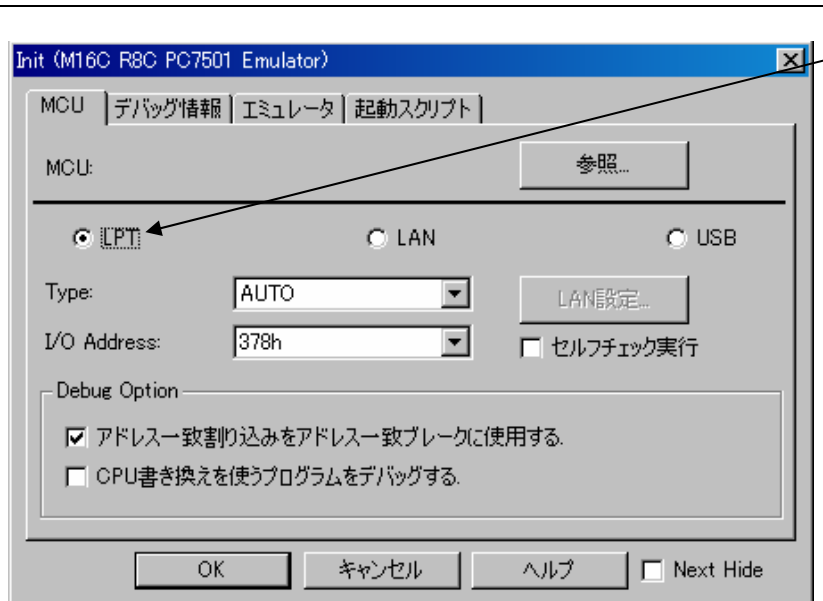 Init (M16C R8C PC7501 Emulator)
MCU デバッグ情報 エミュレータ 起動スクリプト
MCU: 参照...
LPT LAN USB
Type: AUTO LAN設定...
I/O Address: 378h セルフチェック実行
Debug Option
アドレス一致割り込みをアドレス一致ブレークに使用する.
CPU書き換えを使うプログラムをデバッグする.
OK キャンセル ヘルプ Next Hide